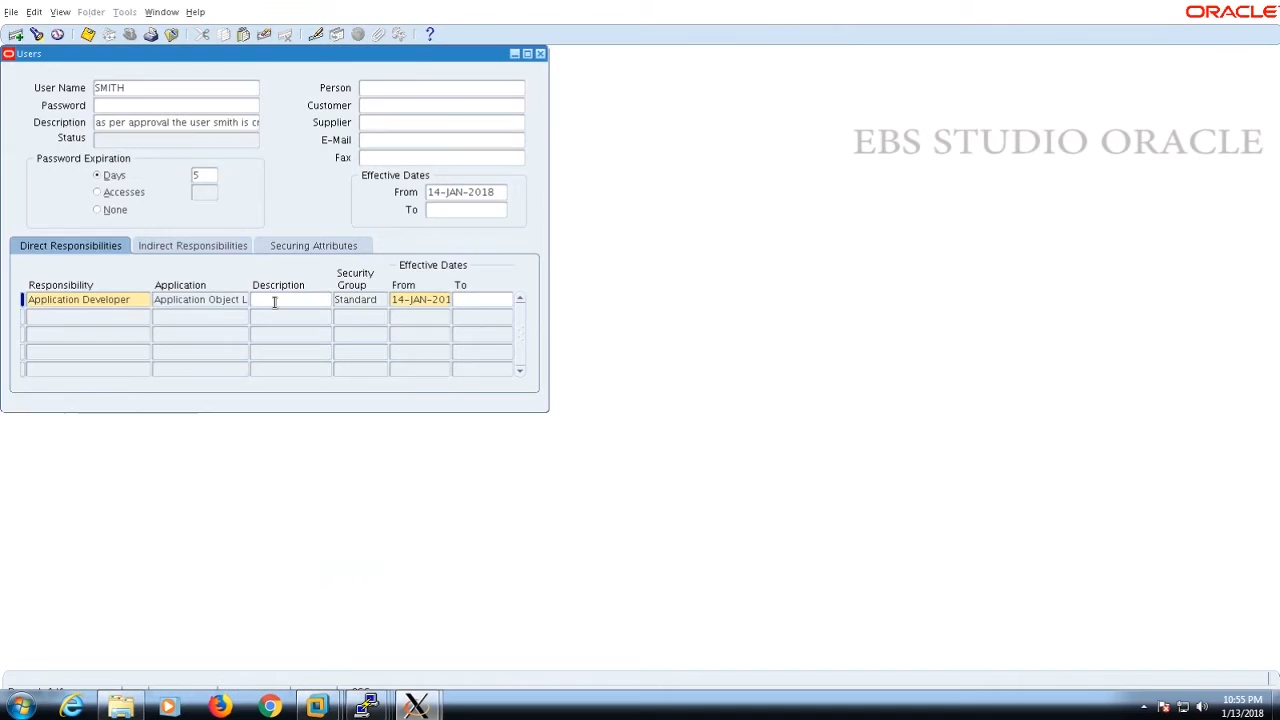 File Edit View Folder Tools Window Help
ORACLE
Users
User Name SMITH
Person
Password
Customer
Description as per approval the user smith is cr
Supplier
Status
E-Mail
Fax
Password Expiration
Days 5
Accesses
None
Effective Dates
From 14-JAN-2018
To
EBS STUDIO ORACLE
Direct Responsibilities Indirect Responsibilities Securing Attributes
Effective Dates
Security
Responsibility Application Description Group From To
Application Developer Application Object L Standard 14-JAN-201
10:55 PM
1/13/2018